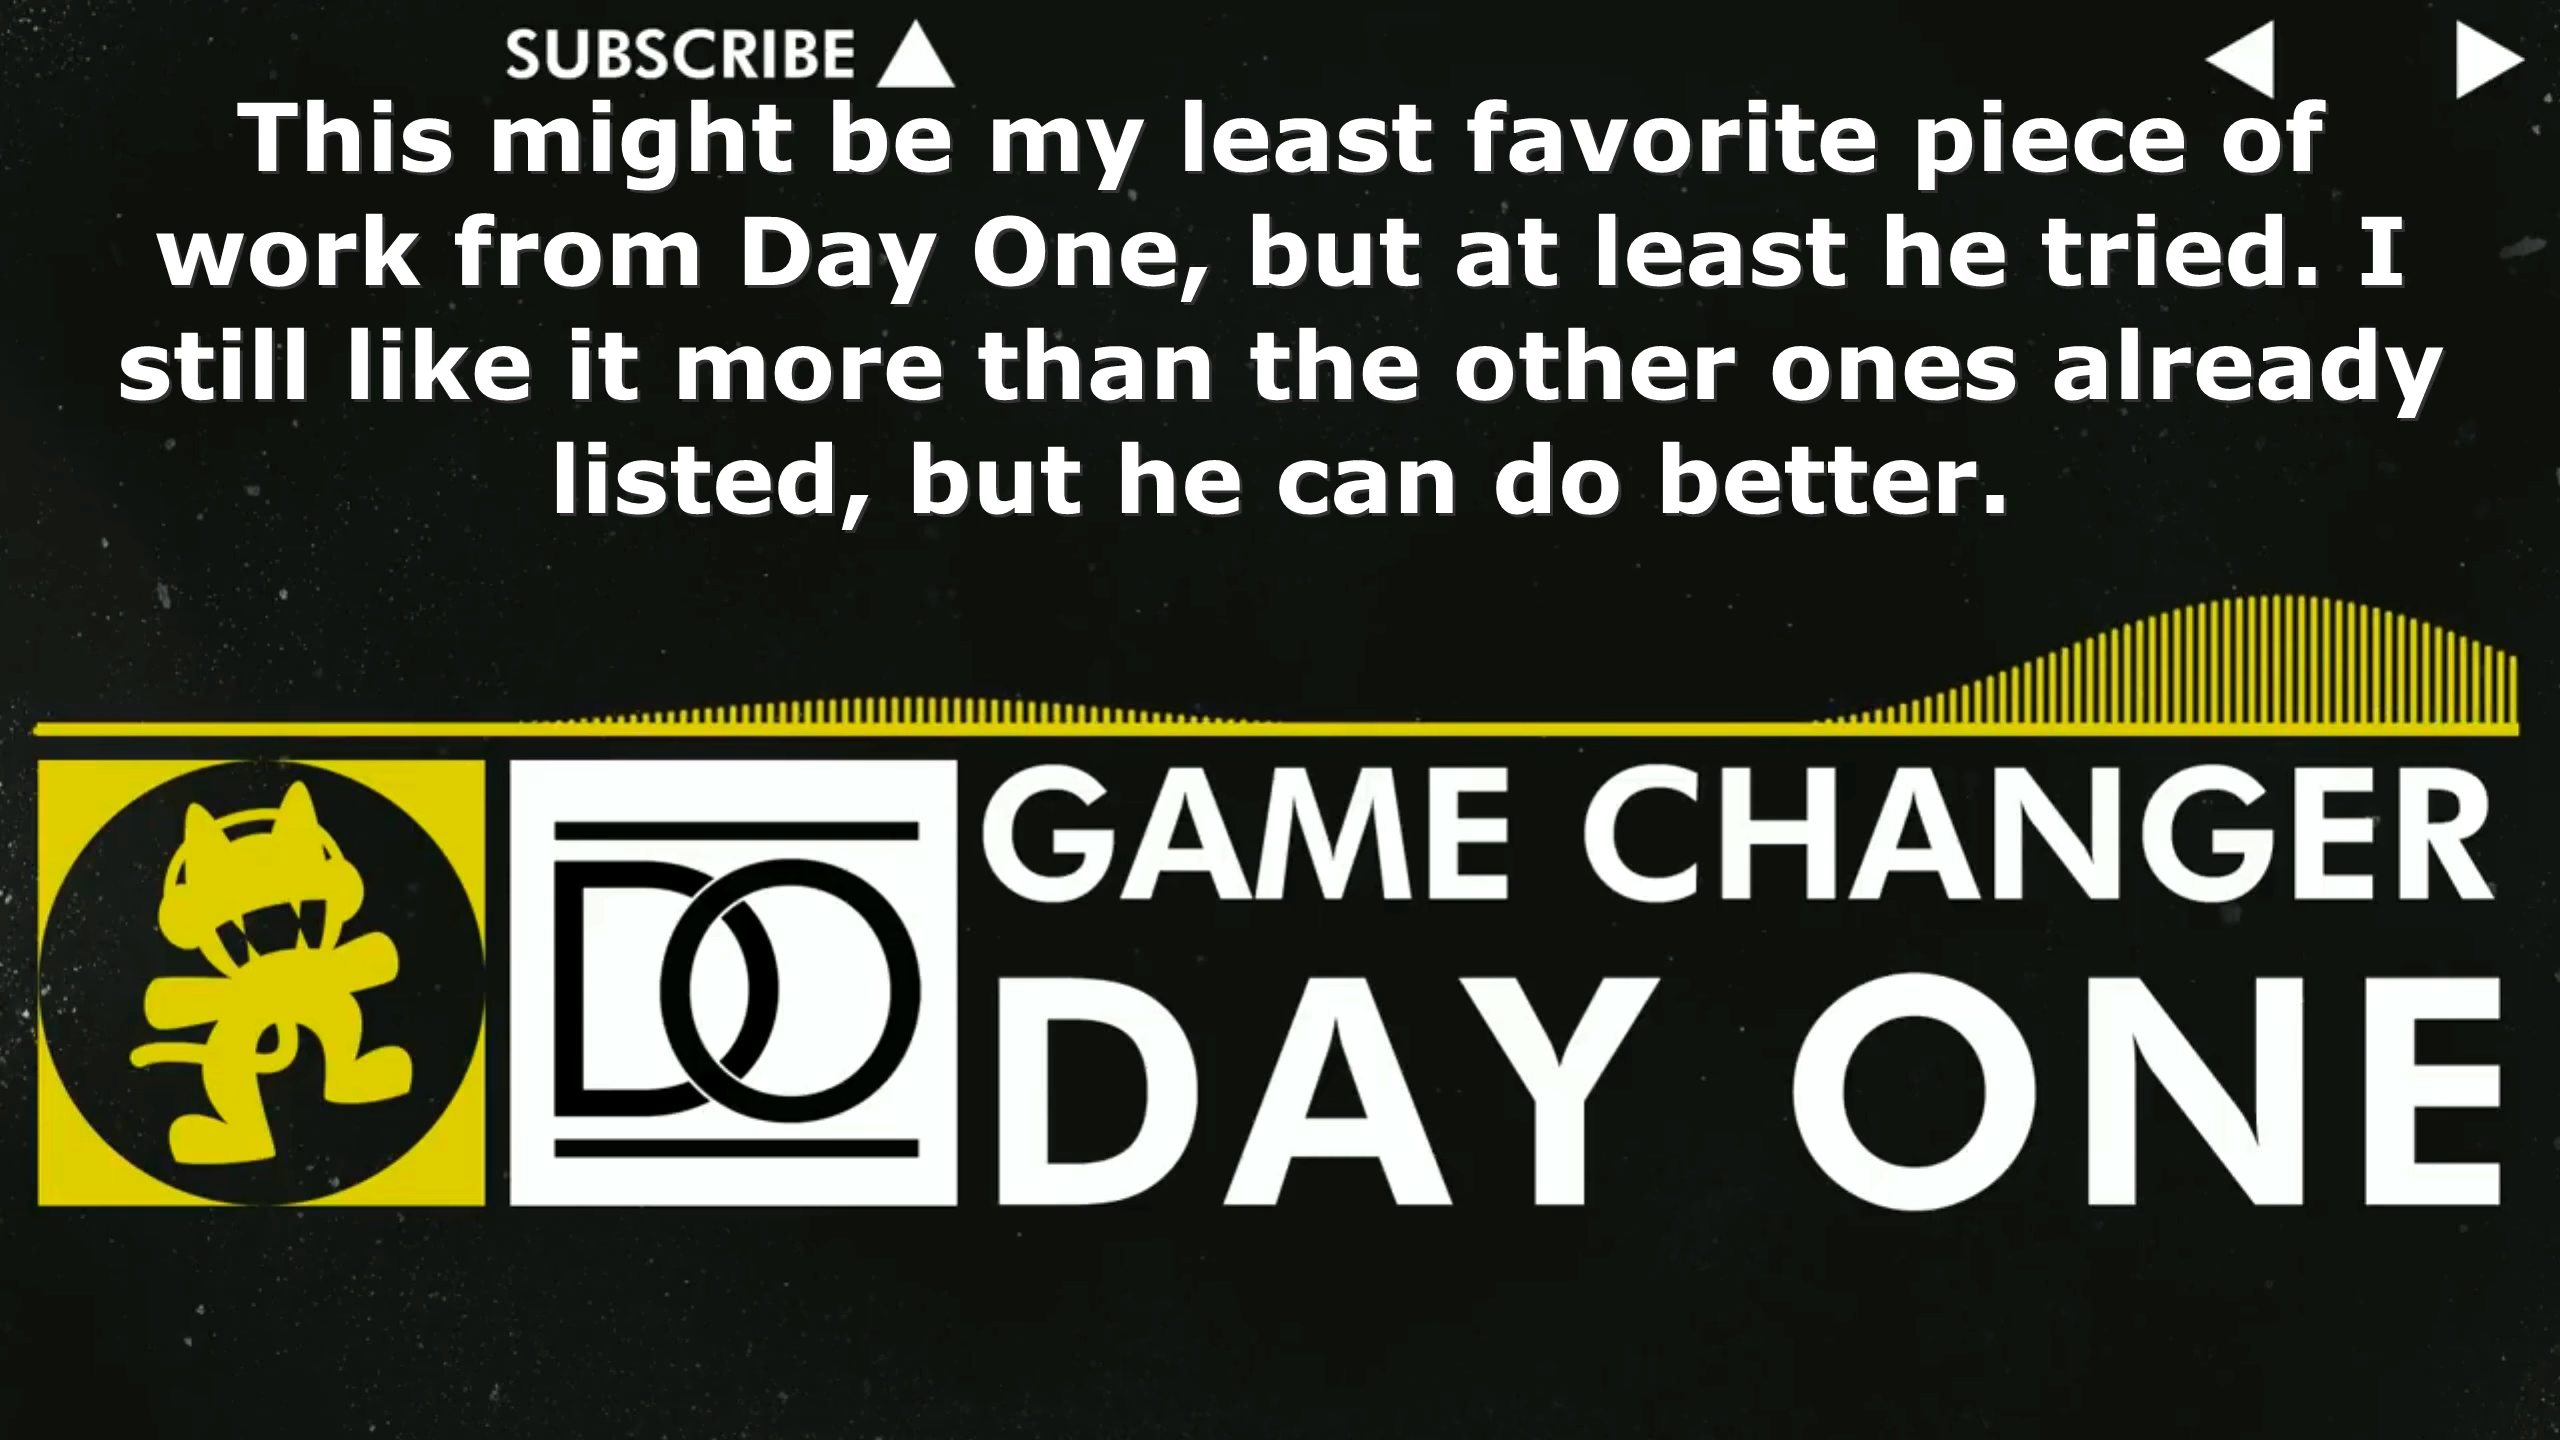 SUBSCRIBE
This might be my least favorite piece of
work from Day One, but at least he tried. I
still like it more than the other ones already
listed, but he can do better.
DO
GAME CHANGER
DAY ONE